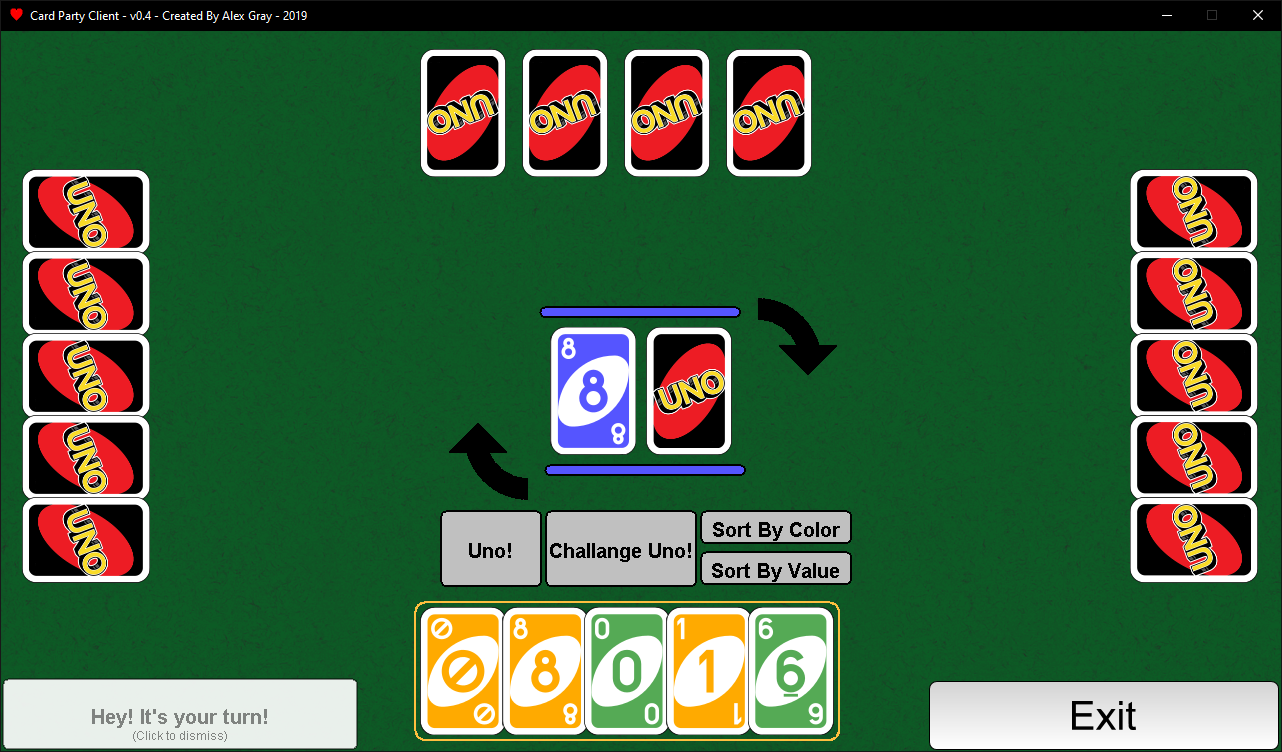 Card Party Client - v0.4 - Created By Alex Gray - 2019
UNO UNO UNO UNO
UNO UNO
UNO UNO
UNO UNO
UNO UNO
UNO UNO
8
8 UNO
8
Uno!
Challange Uno!
Sort By Color
Sort By Value
8 0 1 6
8 0 1 6
8 0 1 6
Hey! It's your turn!
(Click to dismiss)
Exit